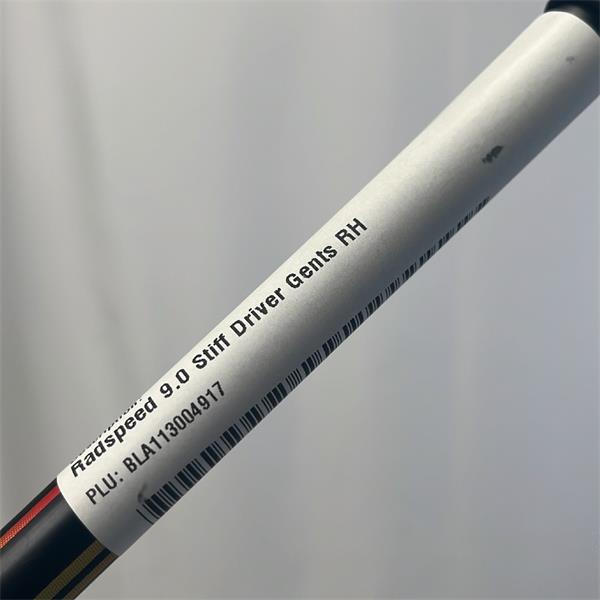 Radspeed 9.0 Stiff Driver Gents RH
PLU: BLA113004917